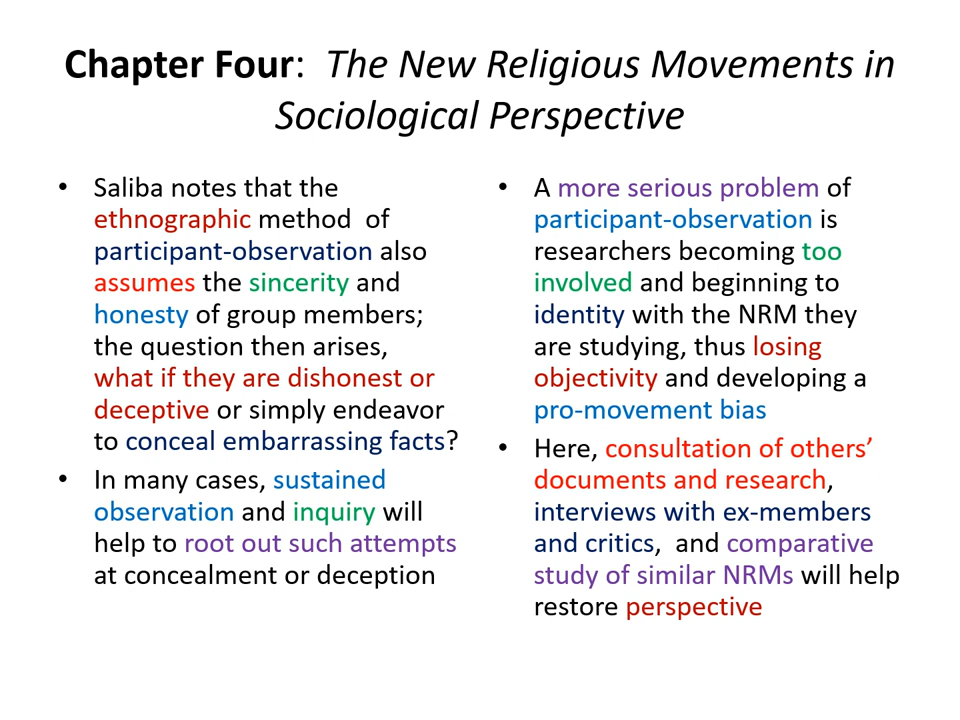 Chapter Four:  The New Religious Movements in
Sociological Perspective
• Saliba notes that the
ethnographic method  of
participant-observation also
assumes the sincerity and
honesty of group members;
the question then arises,
what if they are dishonest or
deceptive or simply endeavor
to conceal embarrassing facts?
• In many cases, sustained
observation and inquiry will
help to root out such attempts
at concealment or deception
• A more serious problem of
participant-observation is
researchers becoming too
involved and beginning to
identity with the NRM they
are studying, thus losing
objectivity and developing a
pro-movement bias
• Here, consultation of others’
documents and research,
interviews with ex-members
and critics,  and comparative
study of similar NRMs will help
restore perspective